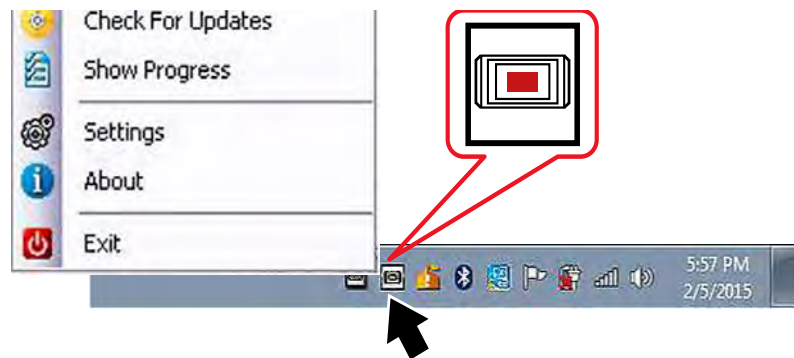 Check For Updates
Show Progress
Settings
About
Exit
5:57 PM
2/5/2015